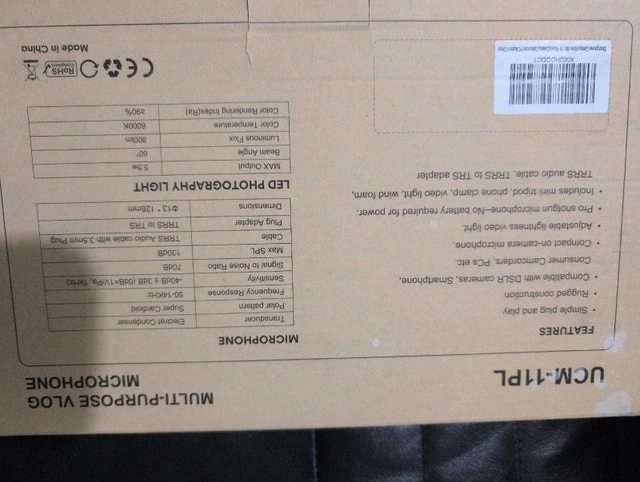 UCM-11PL
MULTI-PURPOSE VLOG
MICROPHONE
FEATURES
• Simple plug and play
• Rugged construction
• Compatible with DSLR cameras, Smartphone,
Consumer Camcorders, PCs etc.
• Compact on-camera microphone.
• Adjustable lightness video light
• Pro shotgun microphone–No battery required for power.
• Includes mini tripod, phone clamp, video light, wind foam,
TRRS audio cable, TRRS to TRS adapter
MICROPHONE
Transducer Electret Condenser
Polar pattern Super Cardioid
Frequency Response 50-14KHz
Sensitivity -40dB ± 3dB (0dB=1V/Pa, 1kHz)
Signal to Noise Ratio 70dB
Max SPL 130dB
Cable TRRS Audio Cable with 3.5mm Plug
Plug Adapter TRRS to TRS
Dimensions Φ13 * 126mm
LED PHOTOGRAPHY LIGHT
MAX Output 5.5w
Beam Angle 60°
Luminous Flux 600lm
Color Temperature 6000K
Color Rendering Index(Ra) ≥90%
CE RoHS
Made in China